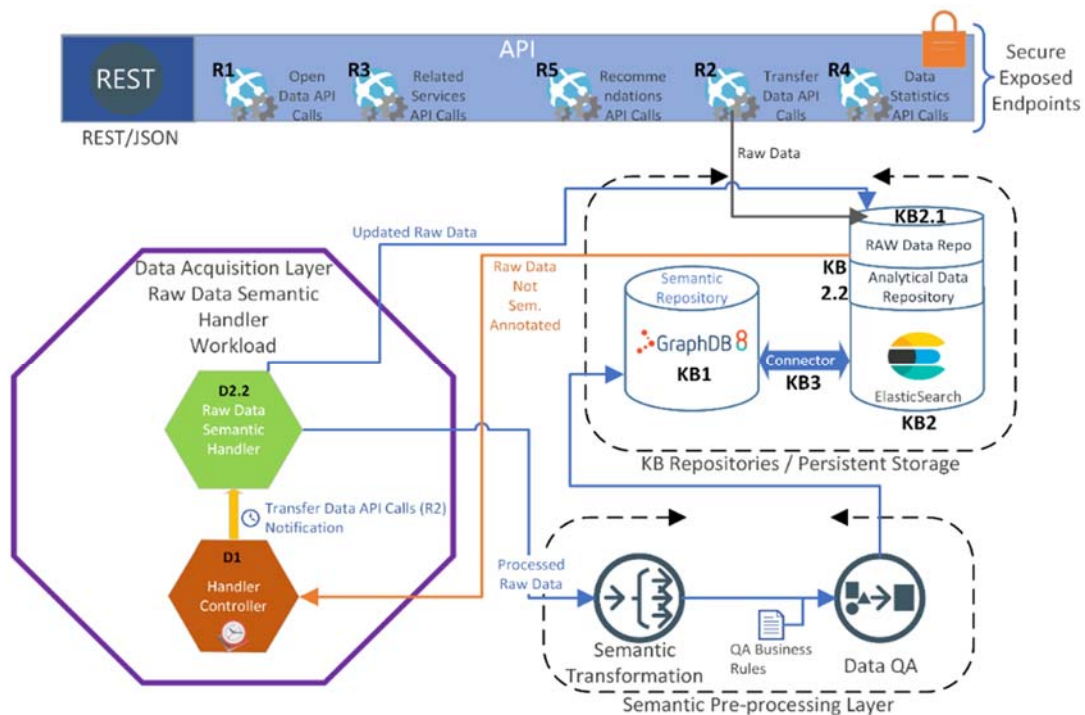 API
REST
REST/JSON
R1
Open
Data API
Calls
R3
Related
Services
API Calls
R5
Recomme
ndations
API Calls
R2
Transfer
Data API
Calls
R4
Data
Statistics
API Calls
Secure
Exposed
Endpoints
Raw Data
Updated Raw Data
KB2.1
RAW Data Repo
KB
2.2
Analytical Data
Repository
ElasticSearch
KB2
Semantic
Repository
GraphDB 8
KB1
Connector
KB3
KB Repositories / Persistent Storage
Raw Data
Not
Sem.
Annotated
Data Acquisition Layer
Raw Data Semantic
Handler
Workload
D2.2
Raw Data
Semantic
Handler
Transfer Data API Calls (R2)
Notification
D1
Handler
Controller
Processed
Raw Data
Semantic
Transformation
QA Business
Rules
Data QA
Semantic Pre-processing Layer